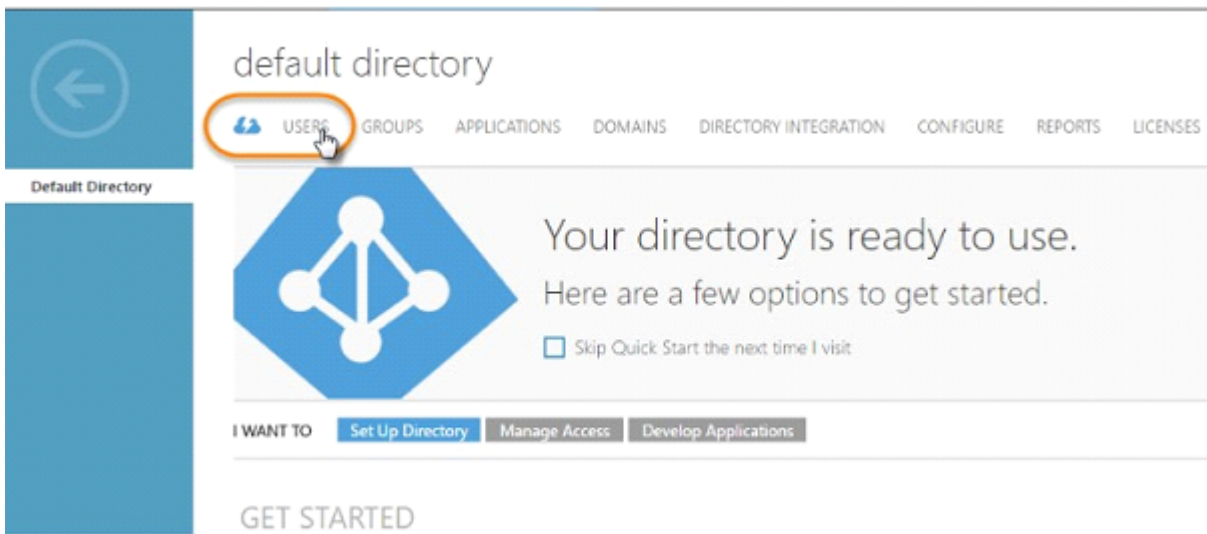 default directory
USERS GROUPS APPLICATIONS DOMAINS DIRECTORY INTEGRATION CONFIGURE REPORTS LICENSES
Default Directory
Your directory is ready to use.
Here are a few options to get started.
Skip Quick Start the next time I visit
I WANT TO Set Up Directory Manage Access Develop Applications
GET STARTED